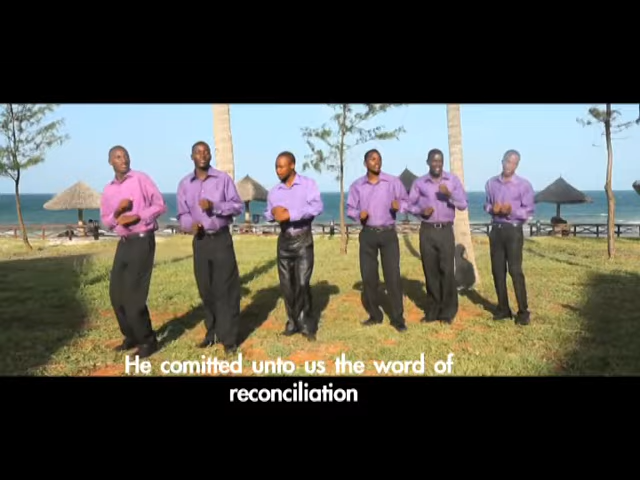 He comitted unto us the word of
reconciliation